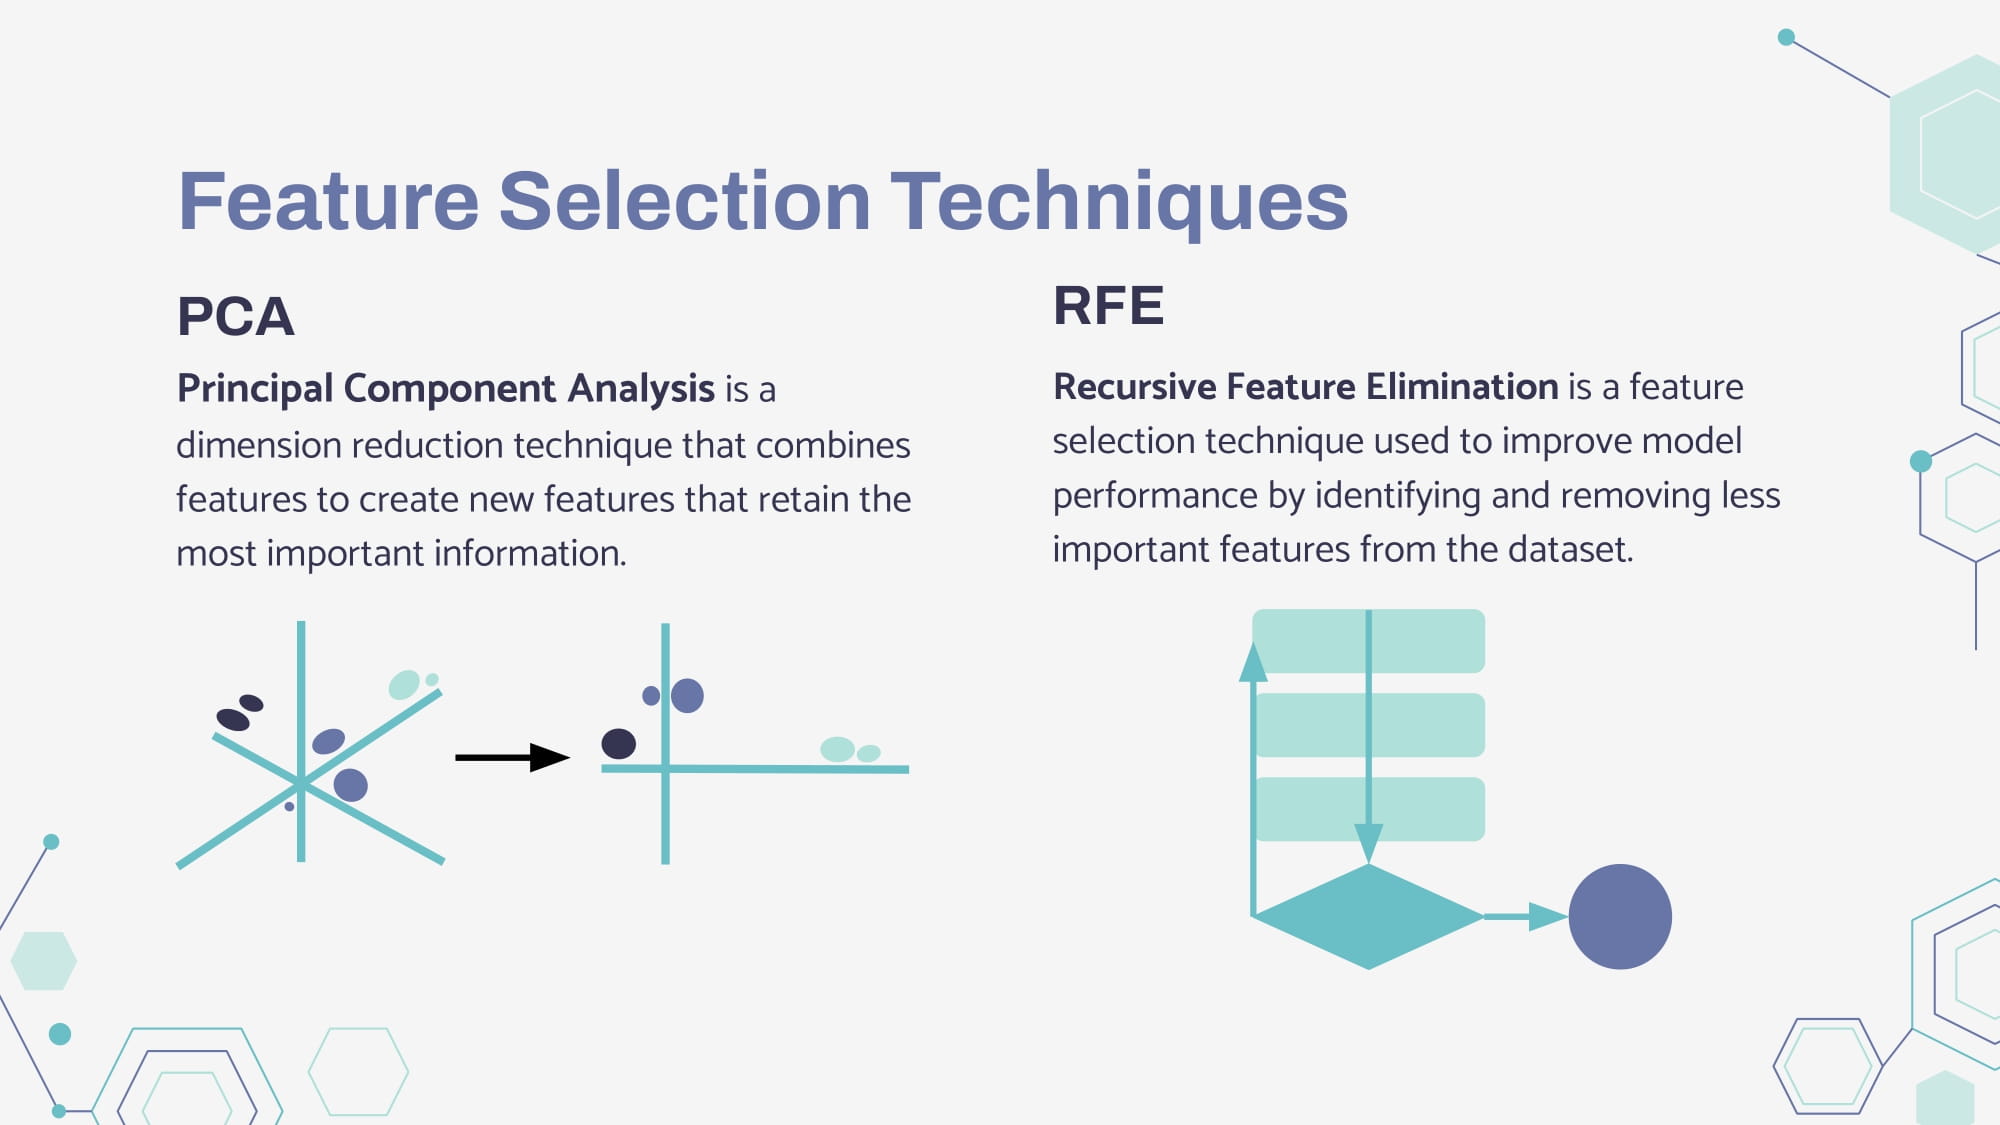 Feature Selection Techniques
PCA
Principal Component Analysis is a
dimension reduction technique that combines
features to create new features that retain the
most important information.
RFE
Recursive Feature Elimination is a feature
selection technique used to improve model
performance by identifying and removing less
important features from the dataset.